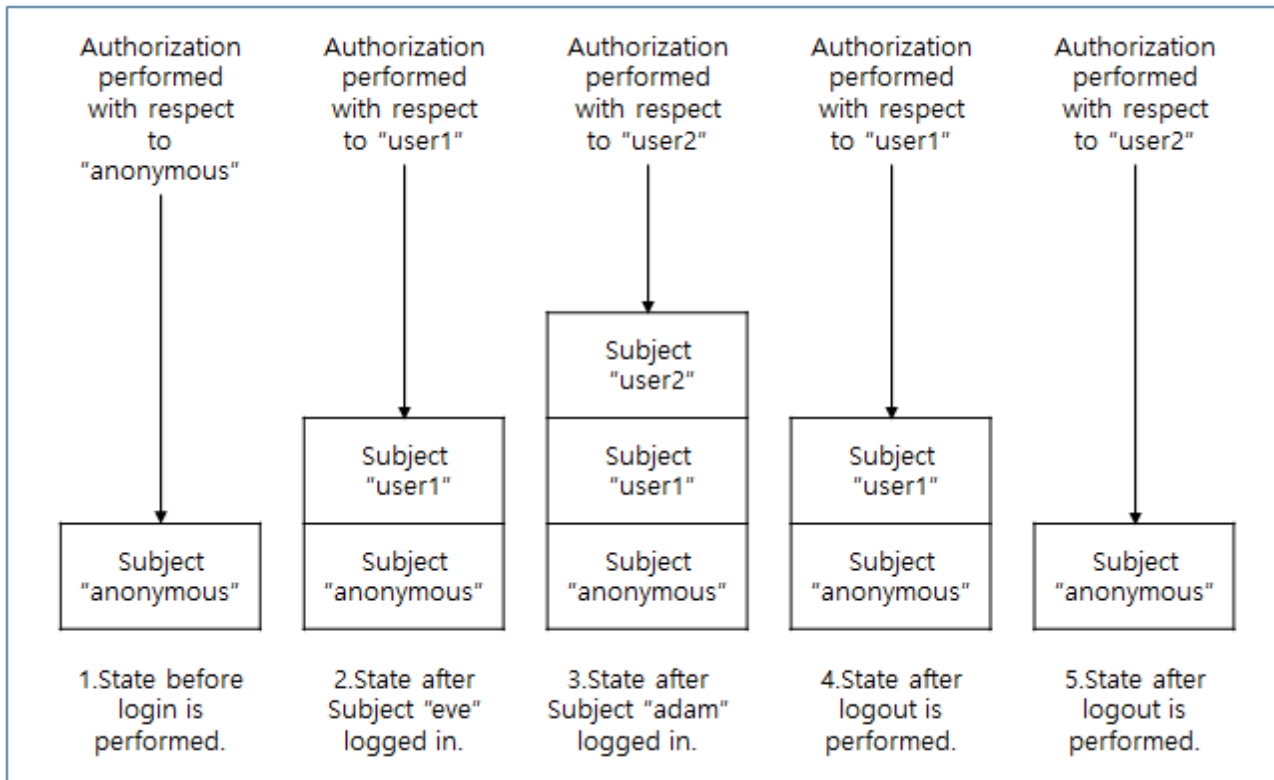 Authorization
performed
with respect
to
"anonymous"
Authorization
performed
with respect
to "user1"
Authorization
performed
with respect
to "user2"
Authorization
performed
with respect
to "user1"
Authorization
performed
with respect
to "user2"
Subject
"anonymous"
Subject
"user1"
Subject
"anonymous"
Subject
"user2"
Subject
"user1"
Subject
"anonymous"
Subject
"user1"
Subject
"anonymous"
Subject
"anonymous"
1.State before
login is
performed.
2.State after
Subject "eve"
logged in.
3.State after
Subject "adam"
logged in.
4.State after
logout is
performed.
5.State after
logout is
performed.